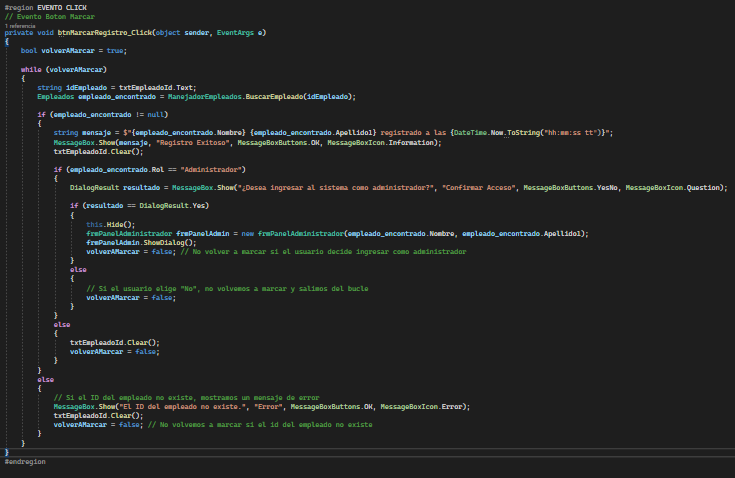 #region EVENTO CLICK
// Evento Boton Marcar
1 referencia
private void btnMarcarRegistro_Click(object sender, EventArgs e)
{
bool volverAMarcar = true;
while (volverAMarcar)
{
string idEmpleado = txtEmpleadoId.Text;
Empleados empleado_encontrado = ManejadorEmpleados.BuscarEmpleado(idEmpleado);
if (empleado_encontrado != null)
{
string mensaje = $"{empleado_encontrado.Nombre} {empleado_encontrado.Apellido1} registrado a las {DateTime.Now.ToString("hh:mm:ss tt")}";
MessageBox.Show(mensaje, "Registro Exitoso", MessageBoxButtons.OK, MessageBoxIcon.Information);
txtEmpleadoId.Clear();
if (empleado_encontrado.Rol == "Administrador")
{
DialogResult resultado = MessageBox.Show("¿Desea ingresar al sistema como administrador?", "Confirmar Acceso", MessageBoxButtons.YesNo, MessageBoxIcon.Question);
if (resultado == DialogResult.Yes)
{
this.Hide();
frmPanelAdministrador frmPanelAdmin = new frmPanelAdministrador(empleado_encontrado.Nombre, empleado_encontrado.Apellido1);
frmPanelAdmin.ShowDialog();
volverAMarcar = false; // No volver a marcar si el usuario decide ingresar como administrador
}
else
{
// Si el usuario elige "No", no volvemos a marcar y salimos del bucle
volverAMarcar = false;
}
}
else
{
txtEmpleadoId.Clear();
volverAMarcar = false;
}
}
else
{
// Si el ID del empleado no existe, mostramos un mensaje de error
MessageBox.Show("El ID del empleado no existe.", "Error", MessageBoxButtons.OK, MessageBoxIcon.Error);
txtEmpleadoId.Clear();
volverAMarcar = false; // No volvemos a marcar si el id del empleado no existe
}
}
}
#endregion